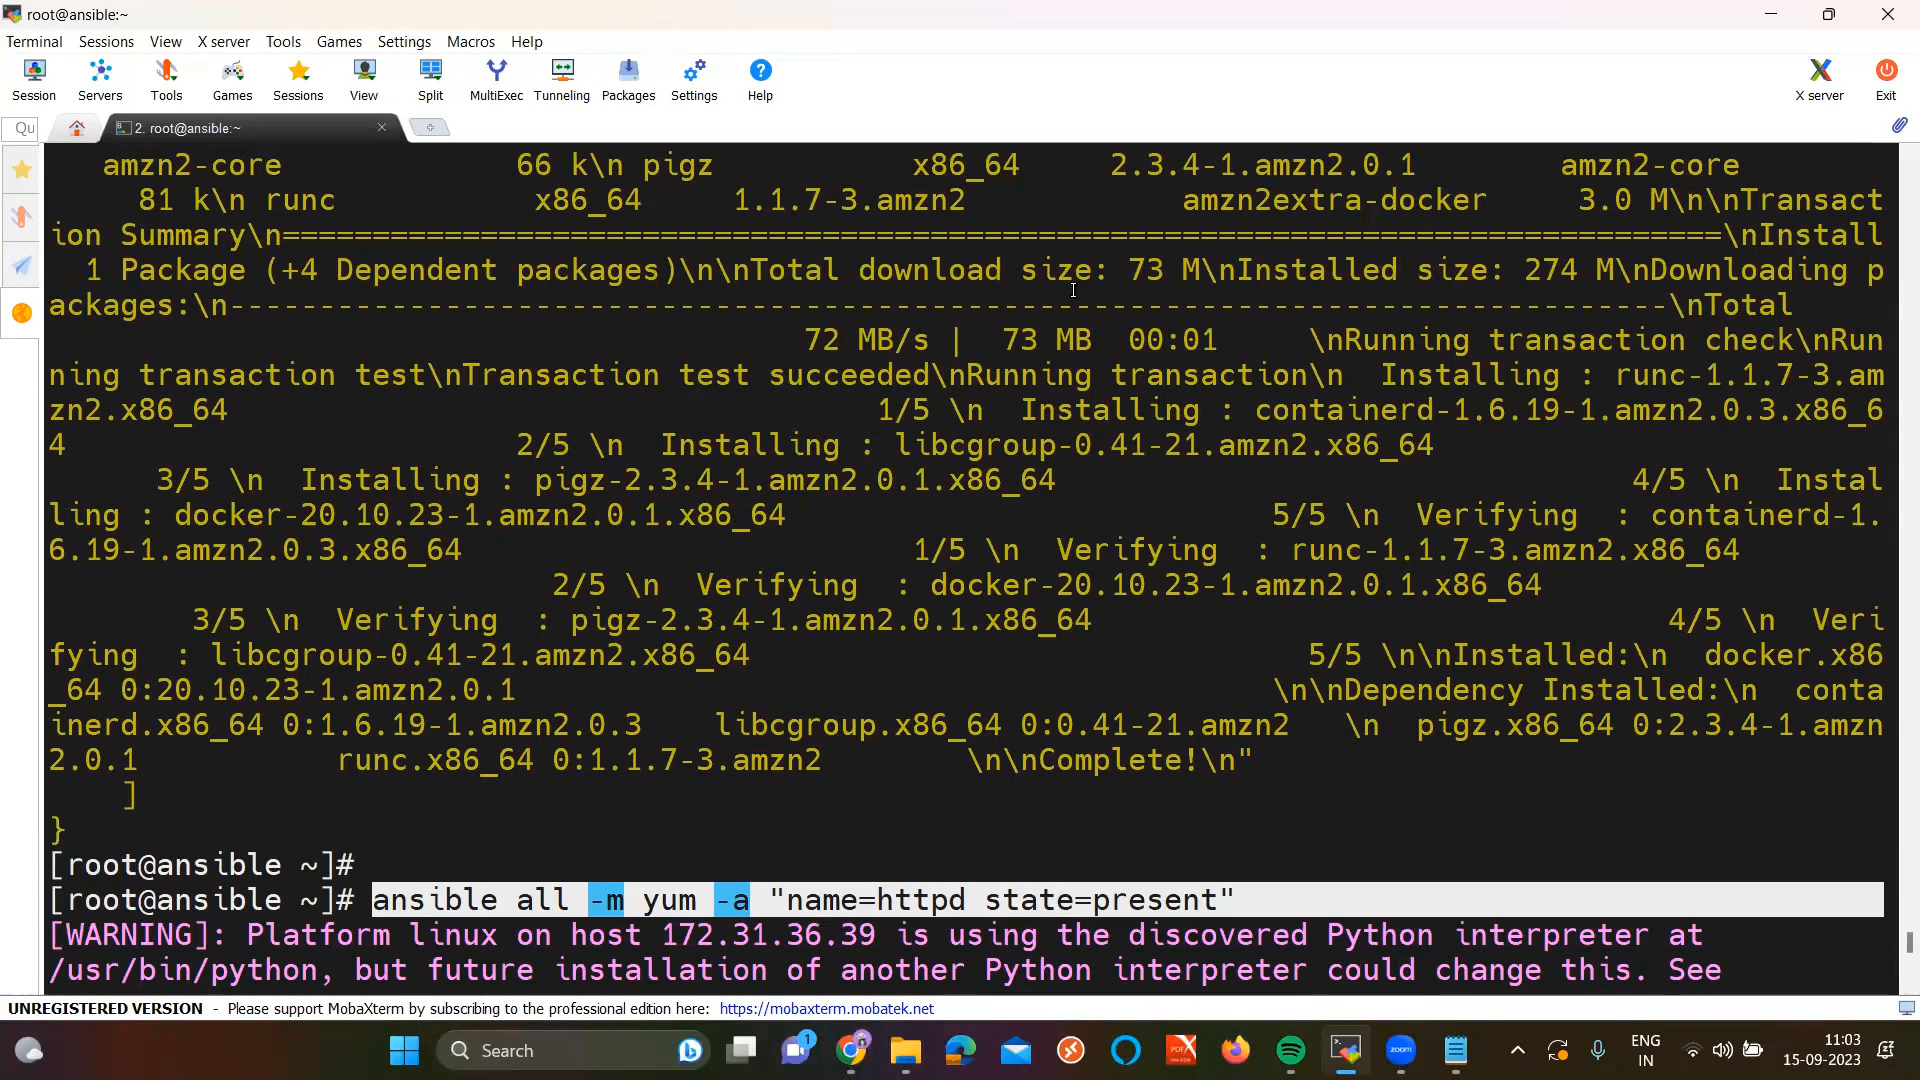 root@ansible:~
Terminal Sessions View X server Tools Games Settings Macros Help
Session Servers Tools Games Sessions View Split MultiExec Tunneling Packages Settings Help X server Exit
Qu 2. root@ansible:~
amzn2-core 66 k\n pigz x86_64 2.3.4-1.amzn2.0.1 amzn2-core
81 k\n runc x86_64 1.1.7-3.amzn2 amzn2extra-docker 3.0 M\n\nTransact
ion Summary\n================================================================================\nInstall
1 Package (+4 Dependent packages)\n\nTotal download size: 73 M\nInstalled size: 274 M\nDownloading p
ackages:\n--------------------------------------------------------------------------------\nTotal
72 MB/s | 73 MB 00:01 \nRunning transaction check\nRun
ning transaction test\nTransaction test succeeded\nRunning transaction\n Installing : runc-1.1.7-3.am
zn2.x86_64 1/5 \n Installing : containerd-1.6.19-1.amzn2.0.3.x86_6
4 2/5 \n Installing : libcgroup-0.41-21.amzn2.x86_64
3/5 \n Installing : pigz-2.3.4-1.amzn2.0.1.x86_64 4/5 \n Instal
ling : docker-20.10.23-1.amzn2.0.1.x86_64 5/5 \n Verifying : containerd-1.
6.19-1.amzn2.0.3.x86_64 1/5 \n Verifying : runc-1.1.7-3.amzn2.x86_64
2/5 \n Verifying : docker-20.10.23-1.amzn2.0.1.x86_64
3/5 \n Verifying : pigz-2.3.4-1.amzn2.0.1.x86_64 4/5 \n Veri
fying : libcgroup-0.41-21.amzn2.x86_64 5/5 \n\nInstalled:\n docker.x86
_64 0:20.10.23-1.amzn2.0.1 \n\nDependency Installed:\n conta
inerd.x86_64 0:1.6.19-1.amzn2.0.3 libcgroup.x86_64 0:0.41-21.amzn2 \n pigz.x86_64 0:2.3.4-1.amzn
2.0.1 runc.x86_64 0:1.1.7-3.amzn2 \n\nComplete!\n"
]
}
[root@ansible ~]#
[root@ansible ~]# ansible all -m yum -a "name=httpd state=present"
[WARNING]: Platform linux on host 172.31.36.39 is using the discovered Python interpreter at
/usr/bin/python, but future installation of another Python interpreter could change this. See
UNREGISTERED VERSION - Please support MobaXterm by subscribing to the professional edition here: https://mobaxterm.mobatek.net
Search 1 zoom ENG
IN
11:03
15-09-2023